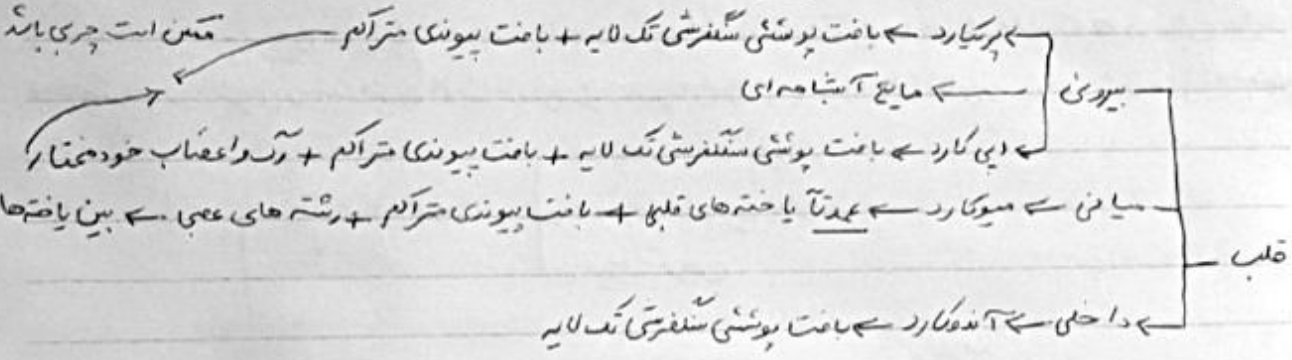 پریکارد ← بافت پوششی سنگفرشی تک لایه + بافت پیوندی متراکم ← ممکن است چربی باشد
بیرونی ← مایع آبشامه ای
اپی کارد ← بافت پوششی سنگفرشی تک لایه + بافت پیوندی متراکم + رگ و اعصاب خودمختار
میانی ← میوکارد ← عمدتاً یاخته های قلبی + بافت پیوندی متراکم + رشته های عصبی ← بین یاخته ها
قلب
داخلی ← آندوکارد ← بافت پوششی سنگفرشی تک لایه